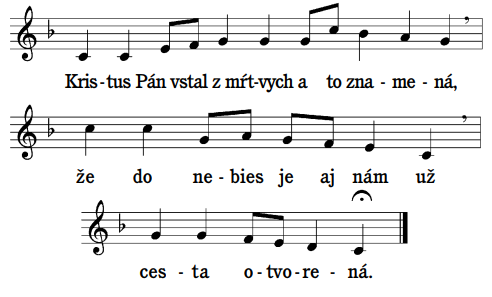 Kris-tus Pán vstal z mŕt-vych a to zna-me-ná,
že do ne-bies je aj nám už
ces-ta o-tvo-re-ná.